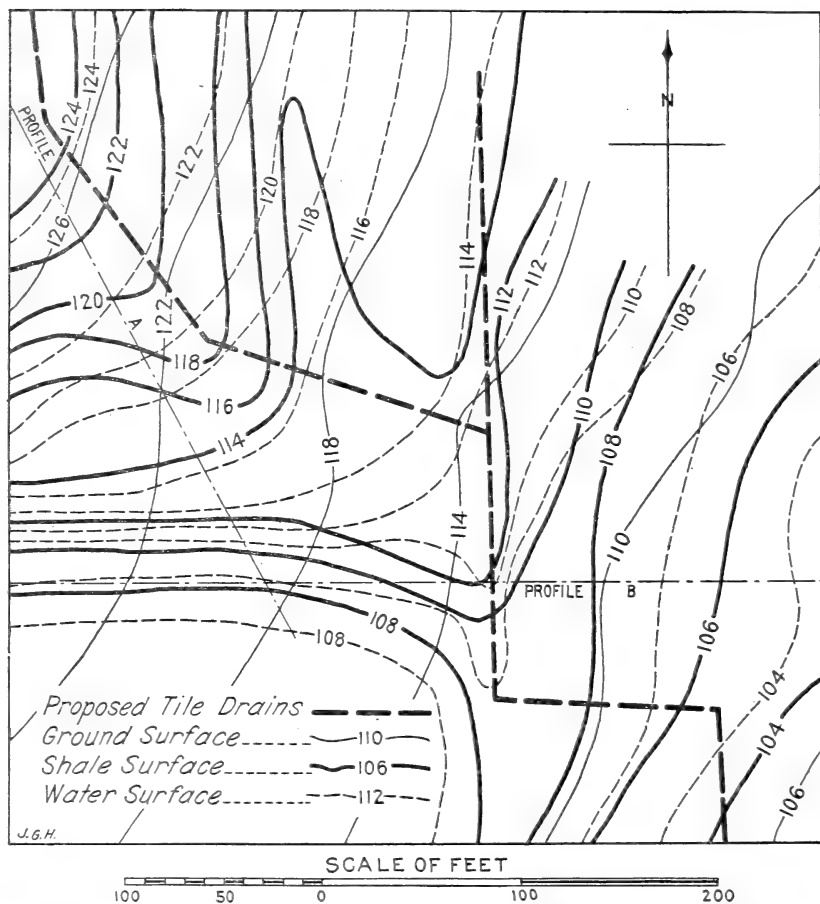 124
124
PROFILE
N
122
122
120
118
116
126
114
112
110
108
106
120
122
A
118
116
114
118
110
108
114
110
PROFILE B
106
108
108
104
104
106
Proposed Tile Drains
Ground Surface 110
Shale Surface 106
Water Surface 112
J.G.H.
SCALE OF FEET
100 50 0 100 200